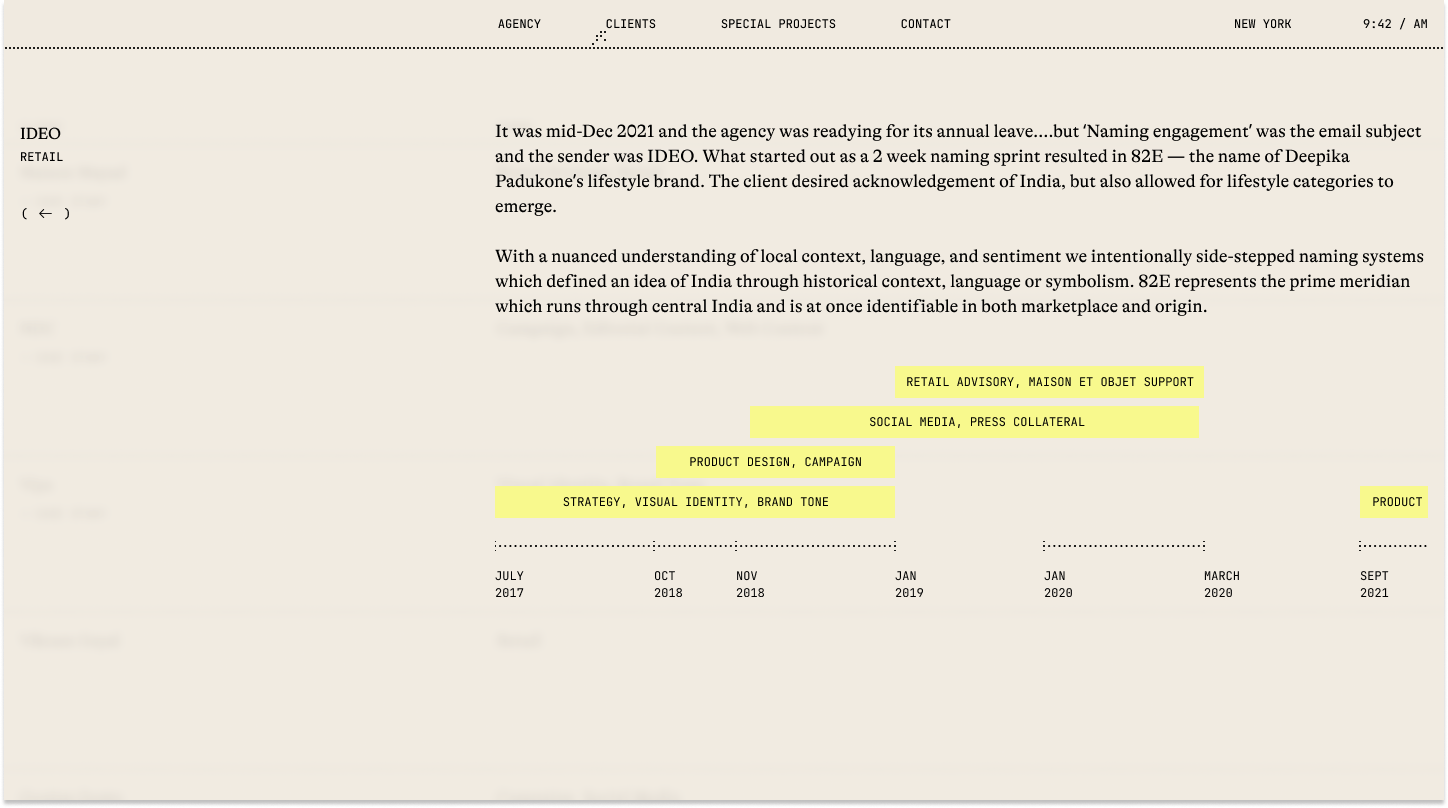 AGENCY CLIENTS SPECIAL PROJECTS CONTACT NEW YORK 9:42 / AM
IDEO
RETAIL
( ← )
It was mid-Dec 2021 and the agency was readying for its annual leave....but ‘Naming engagement’ was the email subject
and the sender was IDEO. What started out as a 2 week naming sprint resulted in 82E — the name of Deepika
Padukone’s lifestyle brand. The client desired acknowledgement of India, but also allowed for lifestyle categories to
emerge.
With a nuanced understanding of local context, language, and sentiment we intentionally side-stepped naming systems
which defined an idea of India through historical context, language or symbolism. 82E represents the prime meridian
which runs through central India and is at once identifiable in both marketplace and origin.
RETAIL ADVISORY, MAISON ET OBJET SUPPORT
SOCIAL MEDIA, PRESS COLLATERAL
PRODUCT DESIGN, CAMPAIGN
STRATEGY, VISUAL IDENTITY, BRAND TONE PRODUCT
JULY OCT NOV JAN JAN MARCH SEPT
2017 2018 2018 2019 2020 2020 2021